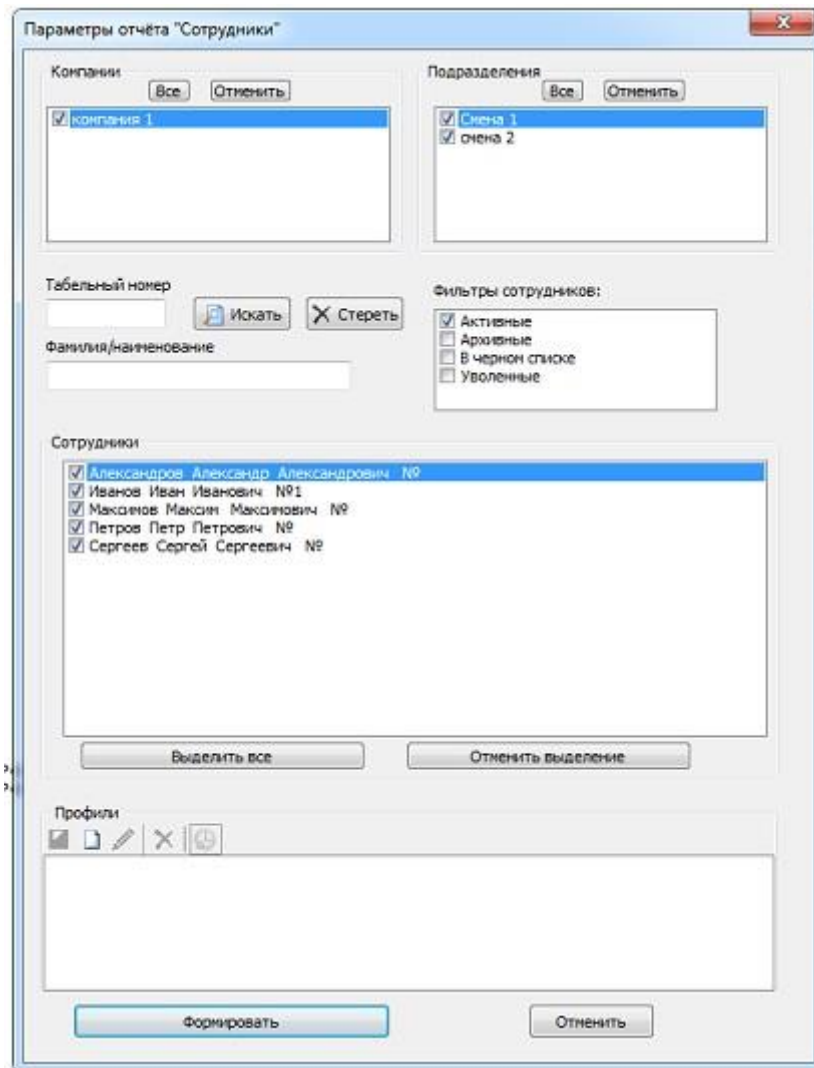 Параметры отчёта "Сотрудники"
Компании
Все Отменить
компания 1
Подразделения
Все Отменить
Смена 1
смена 2
Табельный номер
Искать Стереть
Фамилия/наименование
Фильтры сотрудников:
Активные
Архивные
В черном списке
Уволенные
Сотрудники
Александров Александр Александрович №
Иванов Иван Иванович №1
Максимов Максим Максимович №
Петров Петр Петрович №
Сергеев Сергей Сергеевич №
Выделить все Отменить выделение
Профили
Формировать Отменить